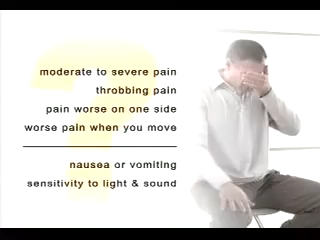 ?
moderate to severe pain
throbbing pain
pain worse on one side
worse pain when you move
nausea or vomiting
sensitivity to light & sound